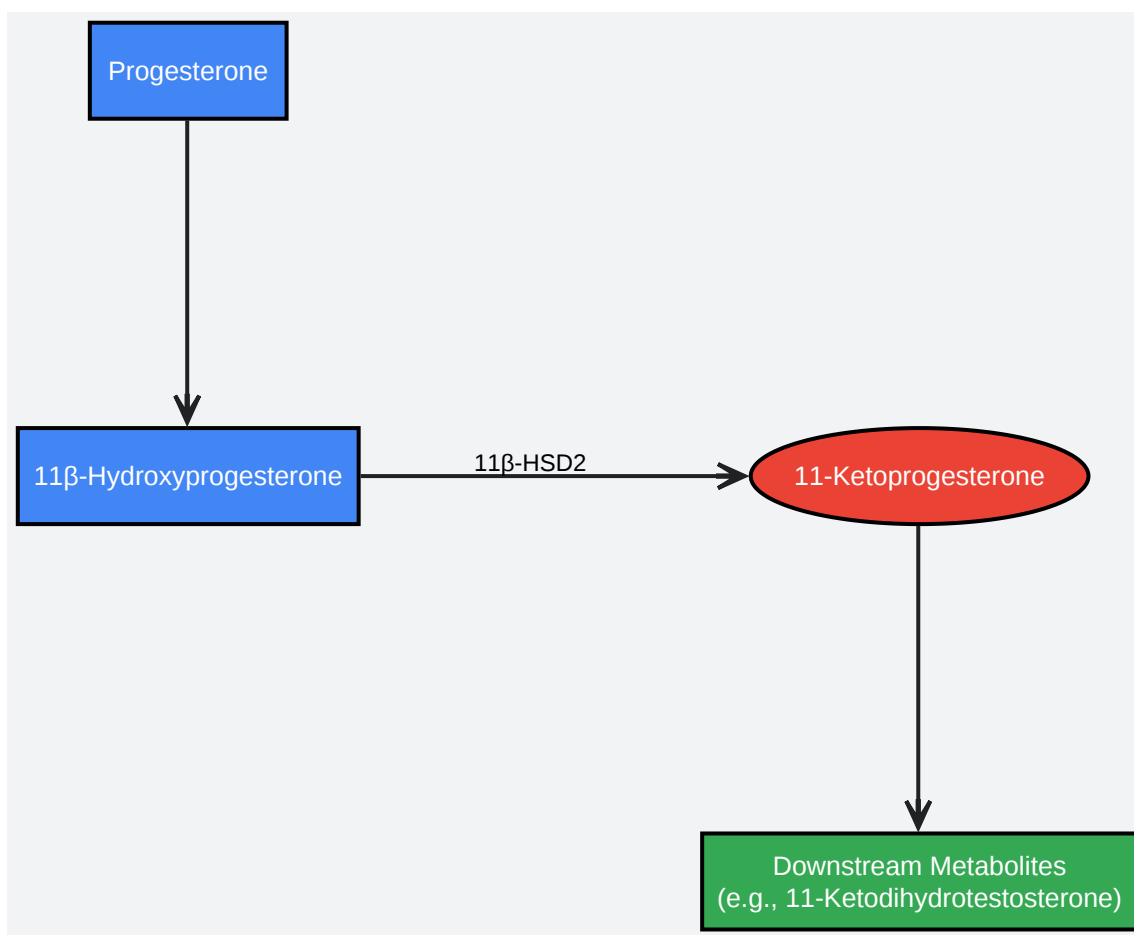 Progesterone
11β-Hydroxyprogesterone
11β-HSD2
11-Ketoprogesterone
Downstream Metabolites
(e.g., 11-Ketodihydrotestosterone)